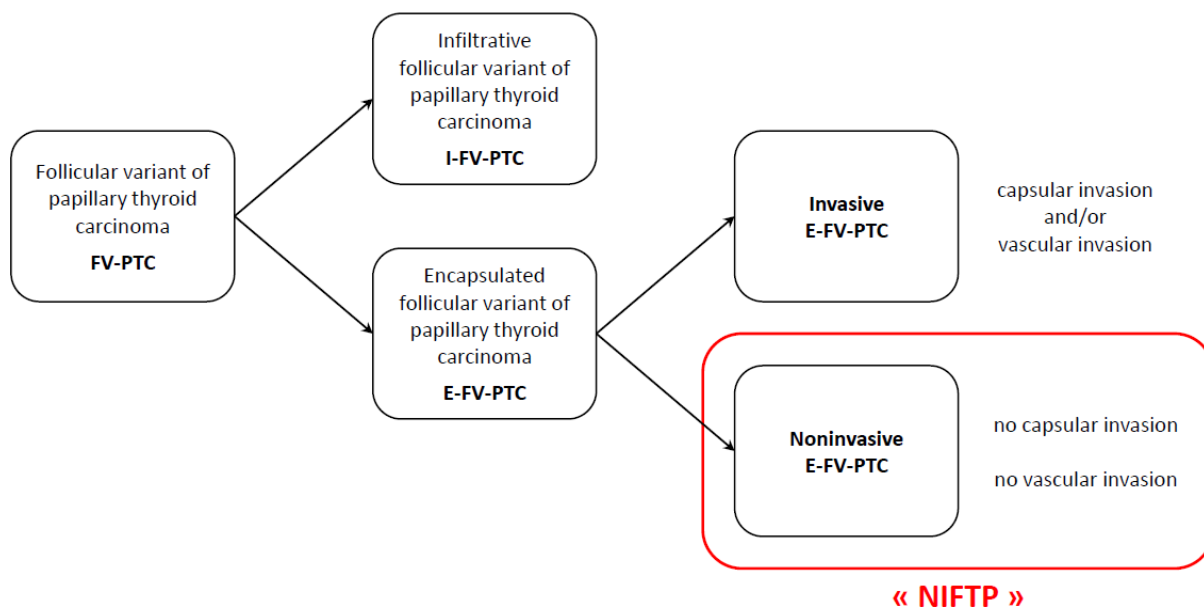 Follicular variant of
papillary thyroid
carcinoma
FV-PTC
Infiltrative
follicular variant of
papillary thyroid
carcinoma
I-FV-PTC
Encapsulated
follicular variant of
papillary thyroid
carcinoma
E-FV-PTC
Invasive
E-FV-PTC
capsular invasion
and/or
vascular invasion
Noninvasive
E-FV-PTC
no capsular invasion
no vascular invasion
« NIFTP »